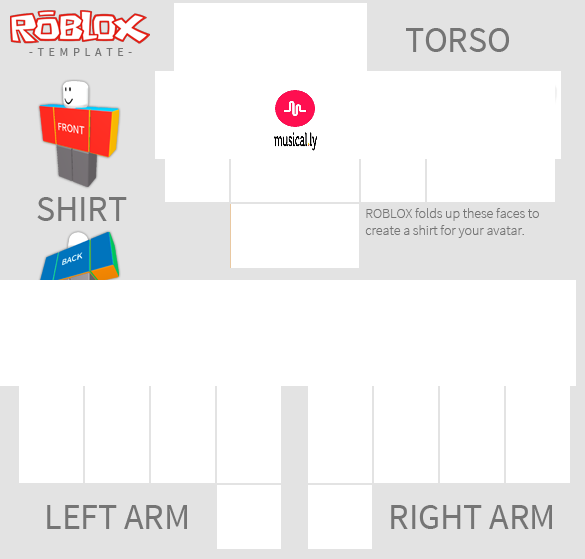 ROBLOX
-TEMPLATE-
TORSO
FRONT
musical.ly
SHIRT
ROBLOX folds up these faces to
create a shirt for your avatar.
BACK
LEFT ARM
RIGHT ARM